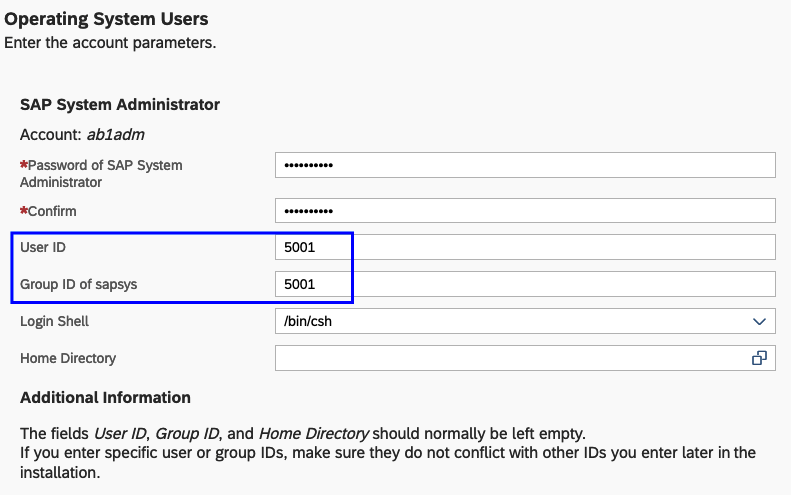 Operating System Users
Enter the account parameters.
SAP System Administrator
Account: ab1adm
*Password of SAP System
Administrator
••••••••••
*Confirm
••••••••••
User ID
5001
Group ID of sapsys
5001
Login Shell
/bin/csh
Home Directory
Additional Information
The fields User ID, Group ID, and Home Directory should normally be left empty.
If you enter specific user or group IDs, make sure they do not conflict with other IDs you enter later in the
installation.